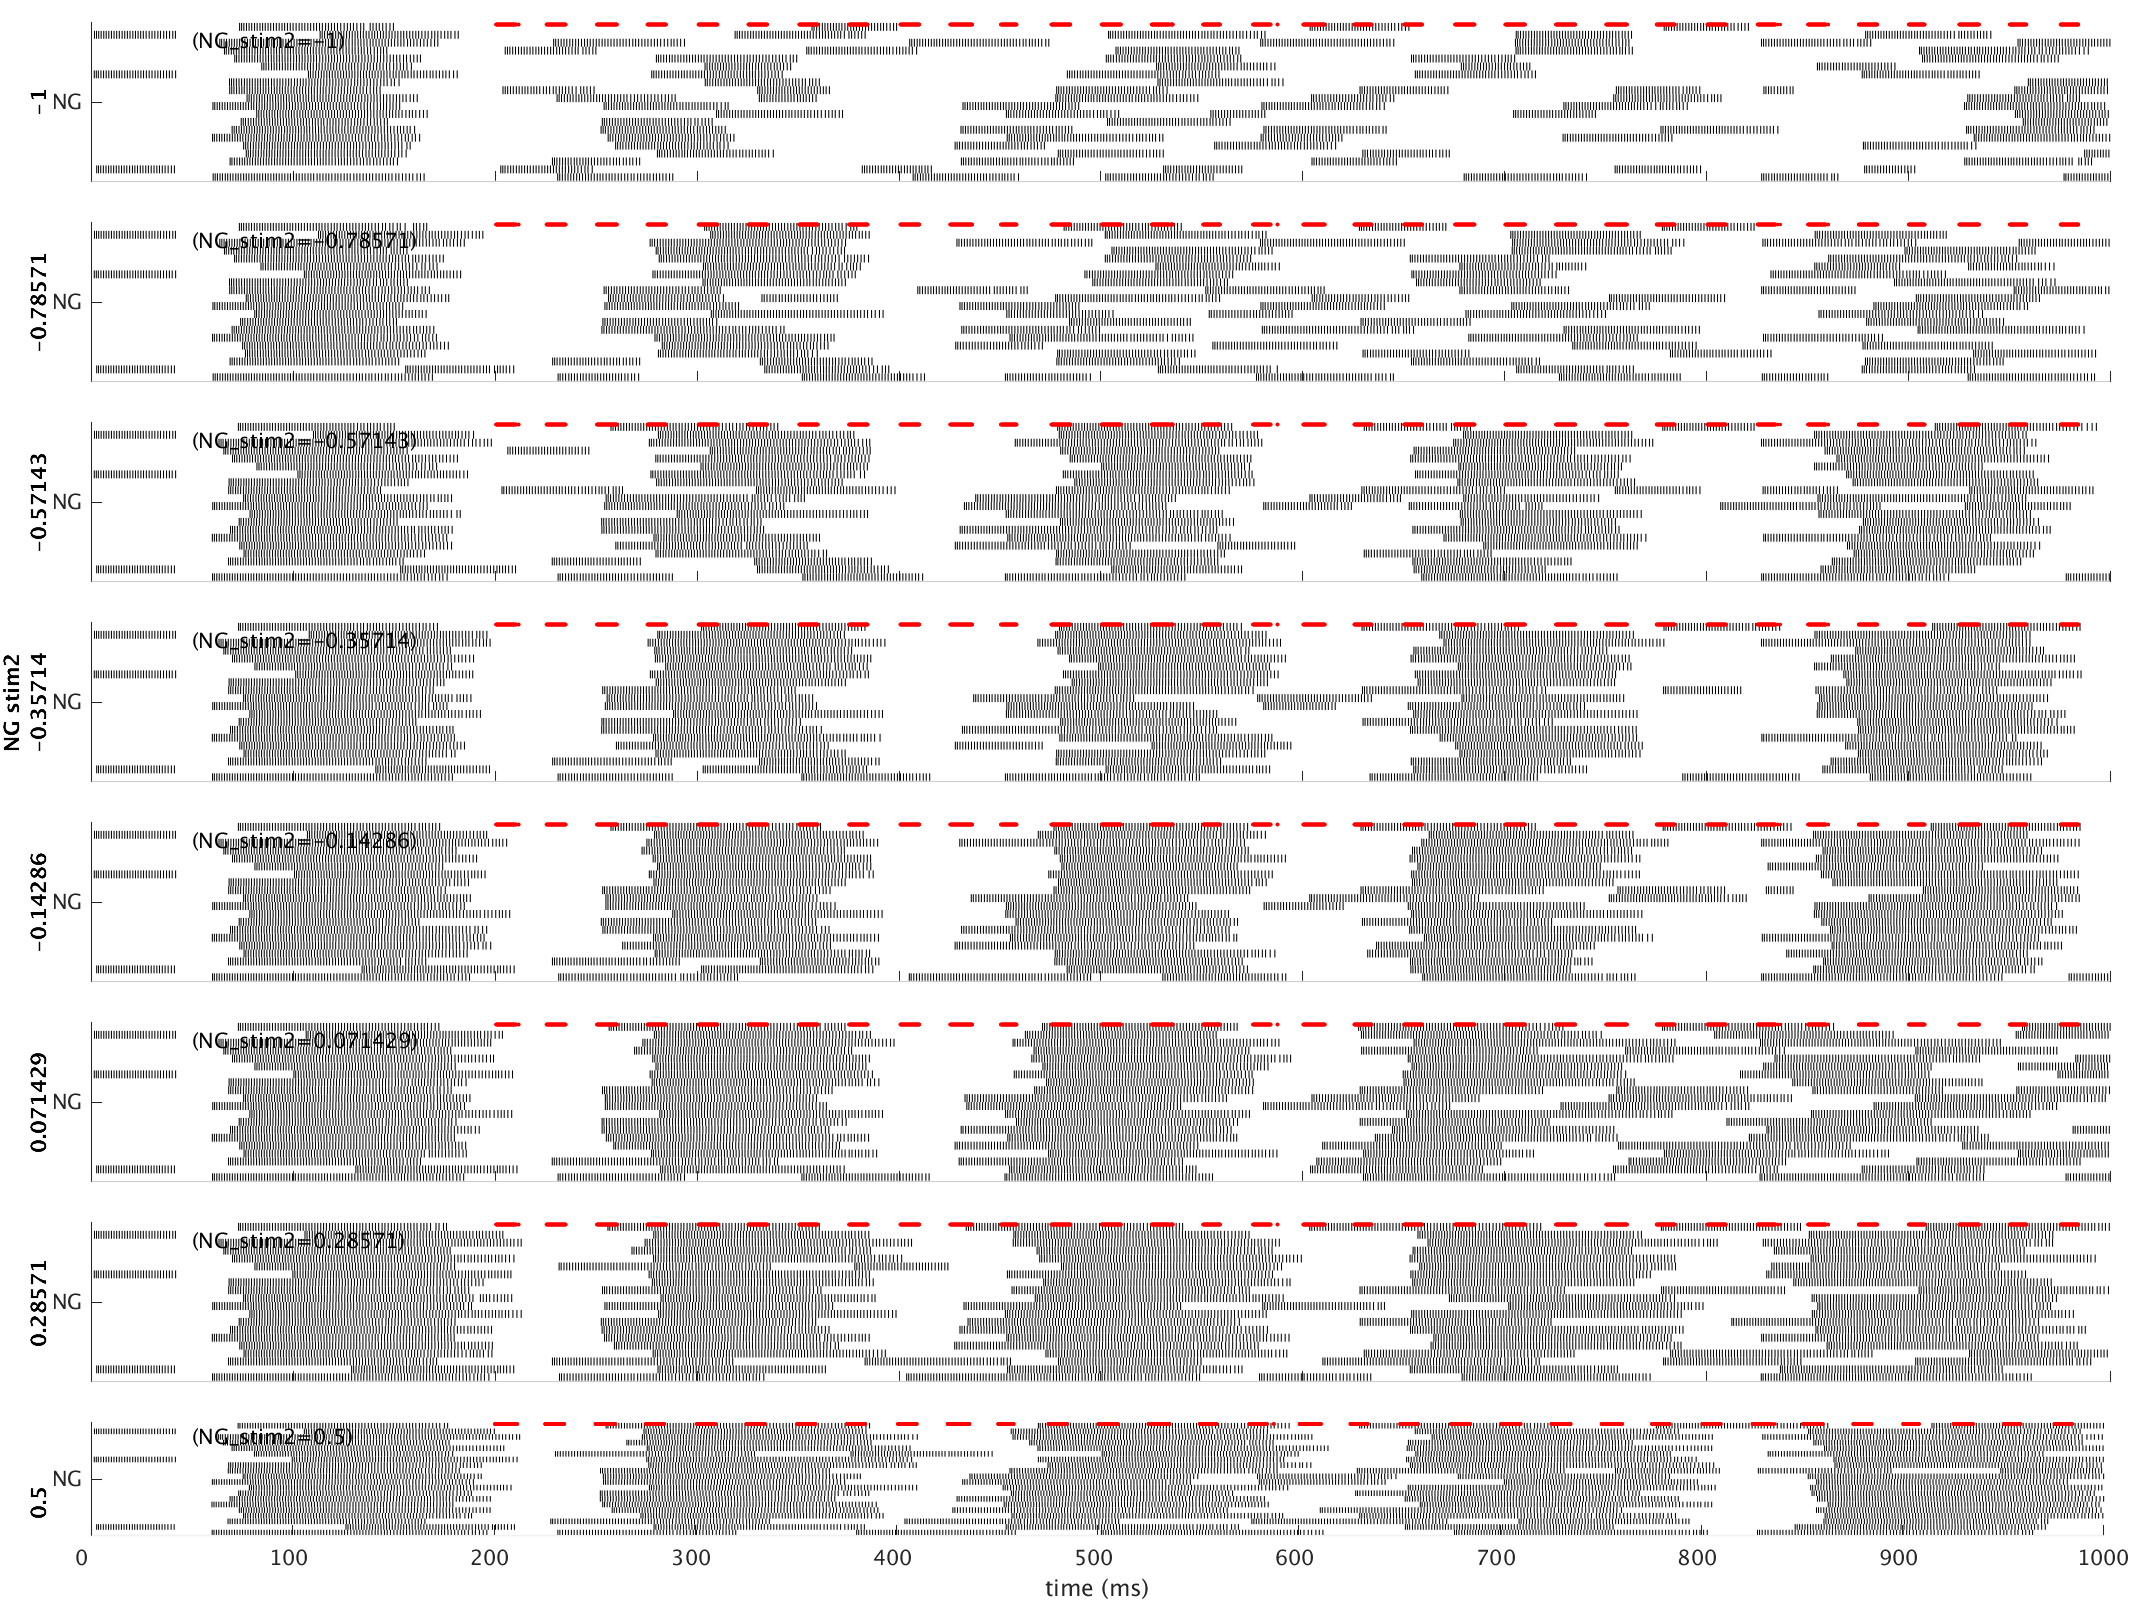 NG stim2
–1
NG
(NG_stim2=–1)
–0.78571
NG
(NG_stim2=–0.78571)
–0.57143
NG
(NG_stim2=–0.57143)
–0.35714
NG
(NG_stim2=–0.35714)
–0.14286
NG
(NG_stim2=–0.14286)
0.071429
NG
(NG_stim2=0.071429)
0.28571
NG
(NG_stim2=0.28571)
0.5
NG
(NG_stim2=0.5)
0 100 200 300 400 500 600 700 800 900 1000
time (ms)